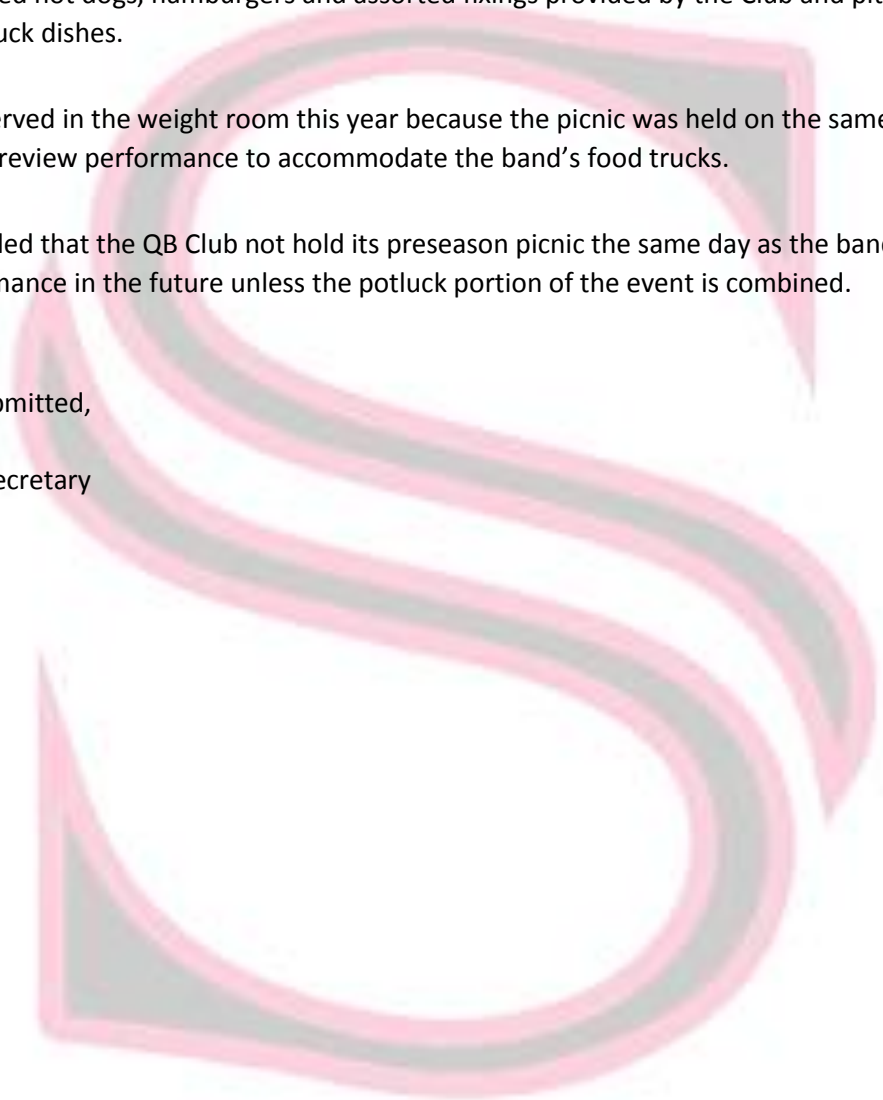 ed hot dogs, hamburgers and assorted fixings provided by the Club and
uck dishes.
erved in the weight room this year because the picnic was held on the same
review performance to accommodate the band’s food trucks.
ded that the QB Club not hold its preseason picnic the same day as the band
mance in the future unless the potluck portion of the event is combined.
bmitted,
ecretary